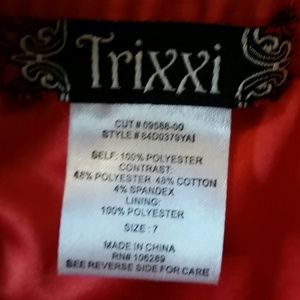 Trixxi
CUT # 09586-00
STYLE # 84D0379YAI
SELF: 100% POLYESTER
CONTRAST:
48% POLYESTER 48% COTTON
4% SPANDEX
LINING:
100% POLYESTER
SIZE: 7
MADE IN CHINA
RN# 106289
SEE REVERSE SIDE FOR CARE